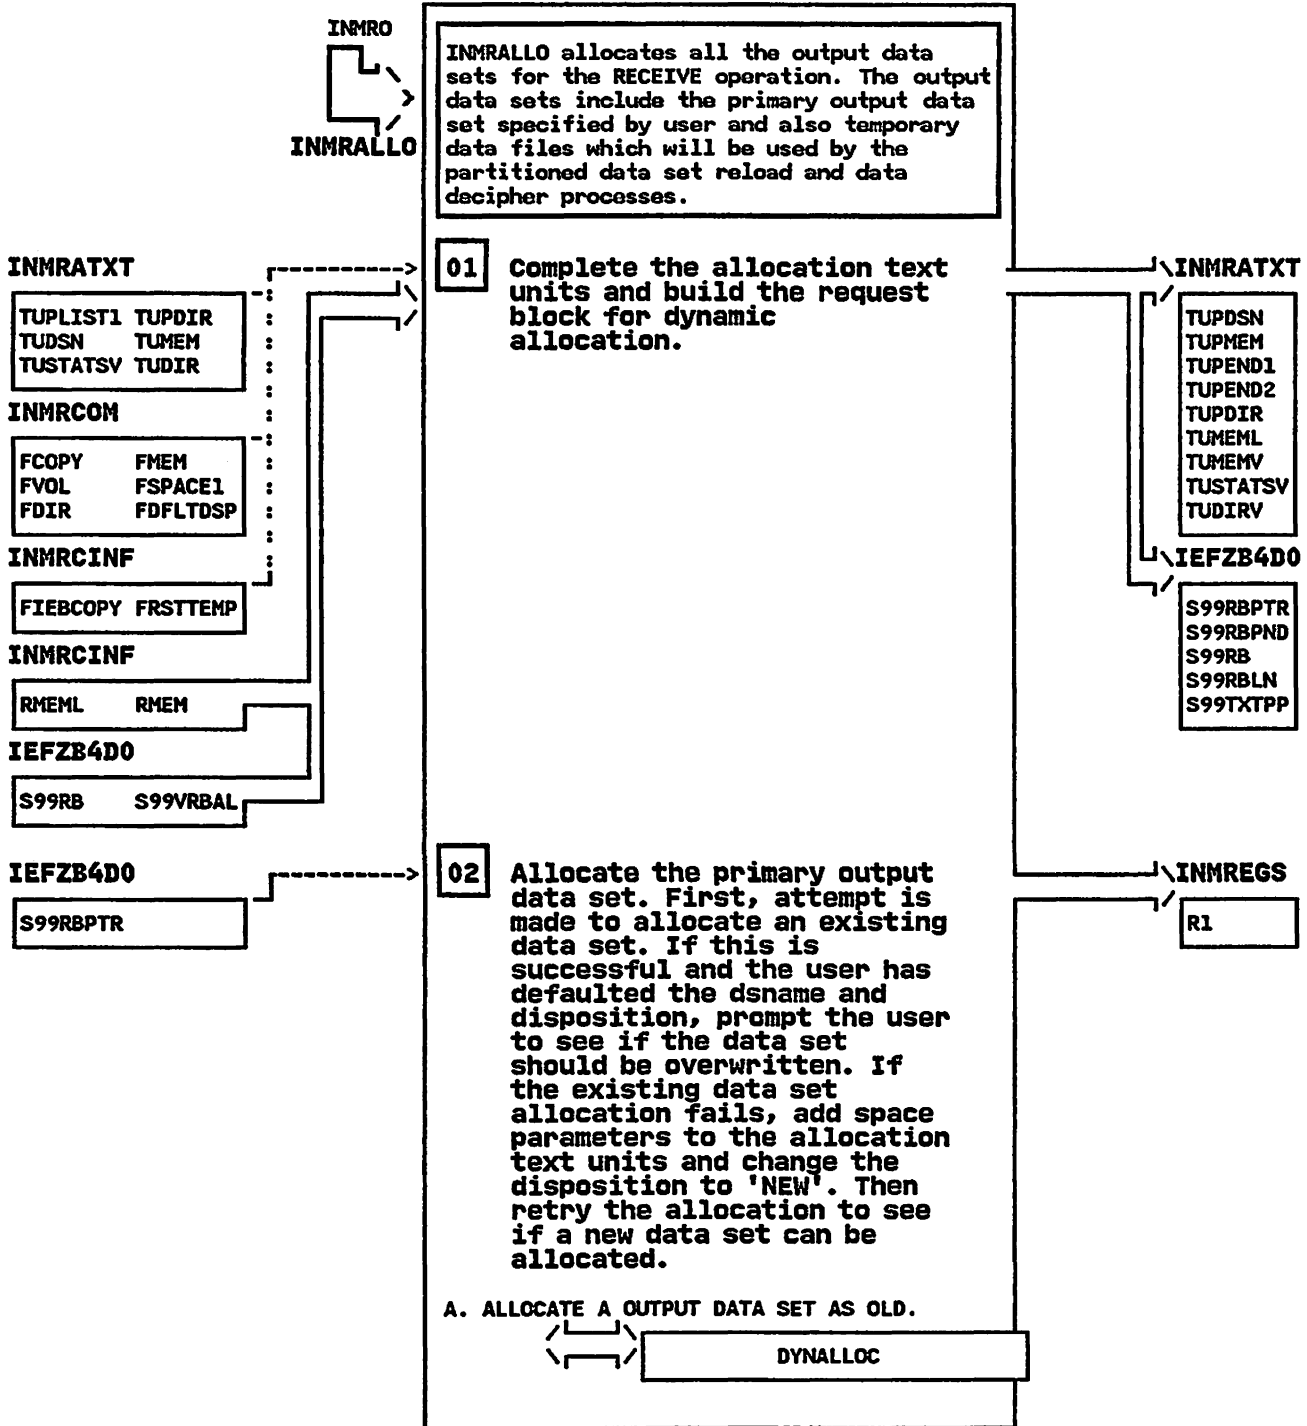 INMRO
INMRALLO
INMRALLO allocates all the output data
sets for the RECEIVE operation. The output
data sets include the primary output data
set specified by user and also temporary
data files which will be used by the
partitioned data set reload and data
decipher processes.
INMRATXT
TUPLIST1 TUPDIR
TUDSN TUMEM
TUSTATSV TUDIR
INMRCOM
FCOPY FMEM
FVOL FSPACE1
FDIR FDFLTDSP
INMRCINF
FIEBCOPY FRSTTEMP
INMRCINF
RMEML RMEM
IEFZB4D0
S99RB S99VRBAL
01 Complete the allocation text
units and build the request
block for dynamic
allocation.
INMRATXT
TUPDSN
TUPMEM
TUPEND1
TUPEND2
TUPDIR
TUMEML
TUMEMV
TUSTATSV
TUDIRV
IEFZB4D0
S99RBPTR
S99RBPND
S99RB
S99RBLN
S99TXTPP
IEFZB4D0
S99RBPTR
02 Allocate the primary output
data set. First, attempt is
made to allocate an existing
data set. If this is
successful and the user has
defaulted the dsname and
disposition, prompt the user
to see if the data set
should be overwritten. If
the existing data set
allocation fails, add space
parameters to the allocation
text units and change the
disposition to 'NEW'. Then
retry the allocation to see
if a new data set can be
allocated.
INMREGS
R1
A. ALLOCATE A OUTPUT DATA SET AS OLD.
DYNALLOC